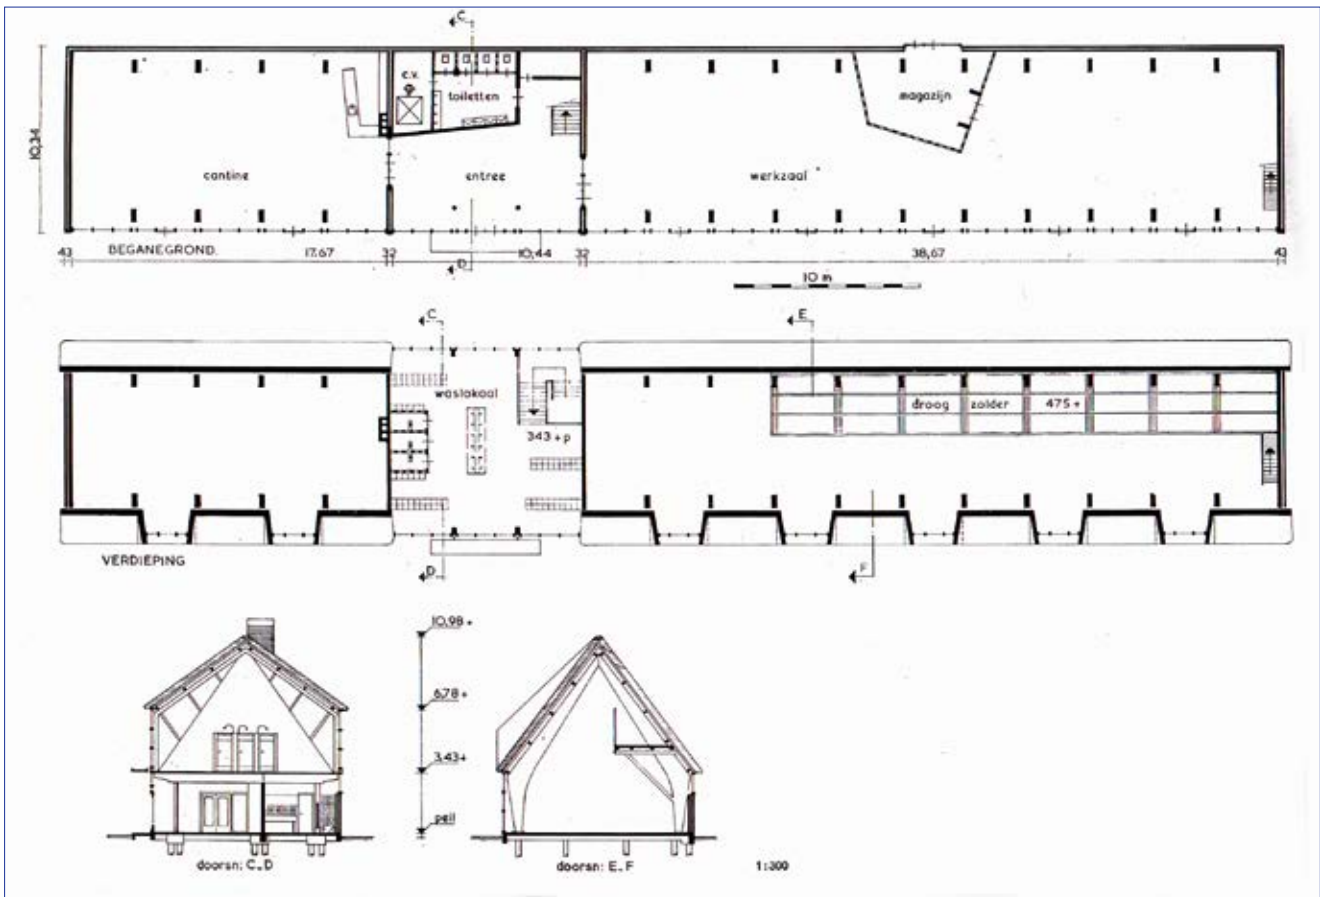 C
c.v.
toiletten
magazijn
10,34
cantine
entree
werkzaal
D
43 BEGANEGROND. 17.67 32 10,44 32 38,67 43
10 m
C E
waslokaal
droog zolder 475+
343 + p
VERDIEPING
D F
10,98 +
6,78 +
3,43 +
peil
doorsn: C_D doorsn: E_F 1:300